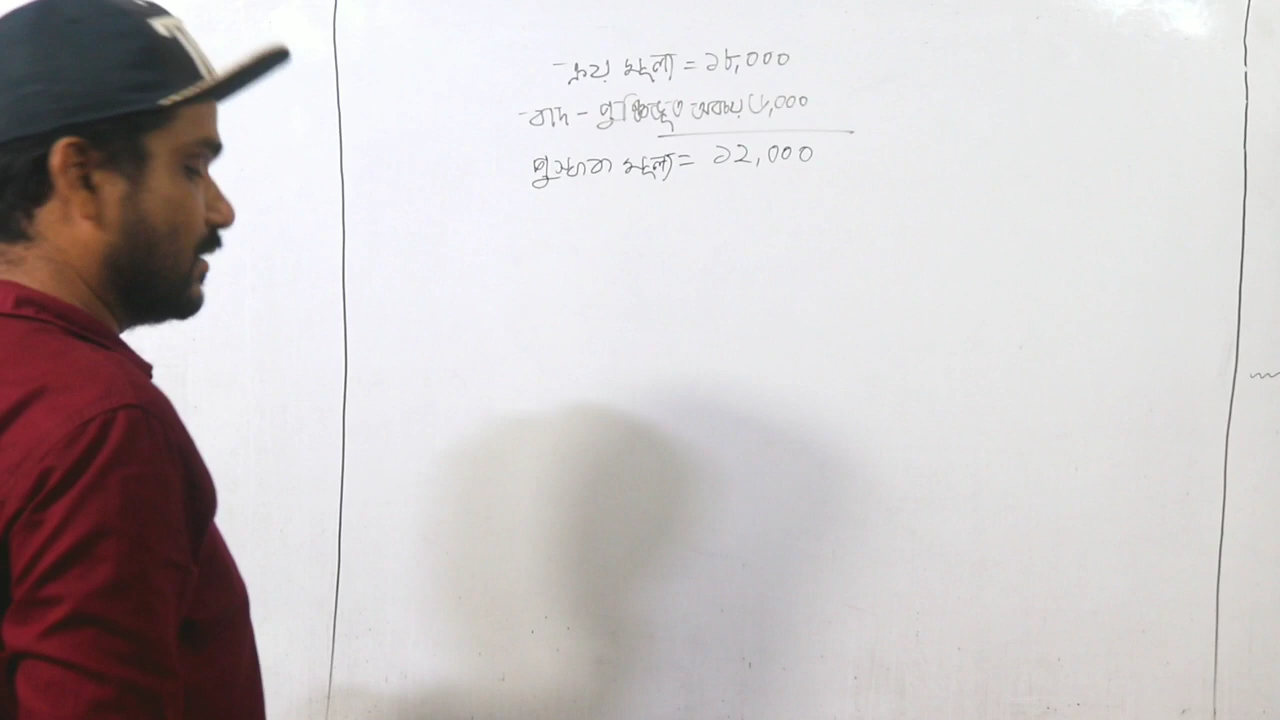 ক্রয় মূল্য = ১৮,০০০
বাদ - পুঞ্জিভূত অবচয় ৬,০০০
পুস্তক মূল্য = ১২,০০০